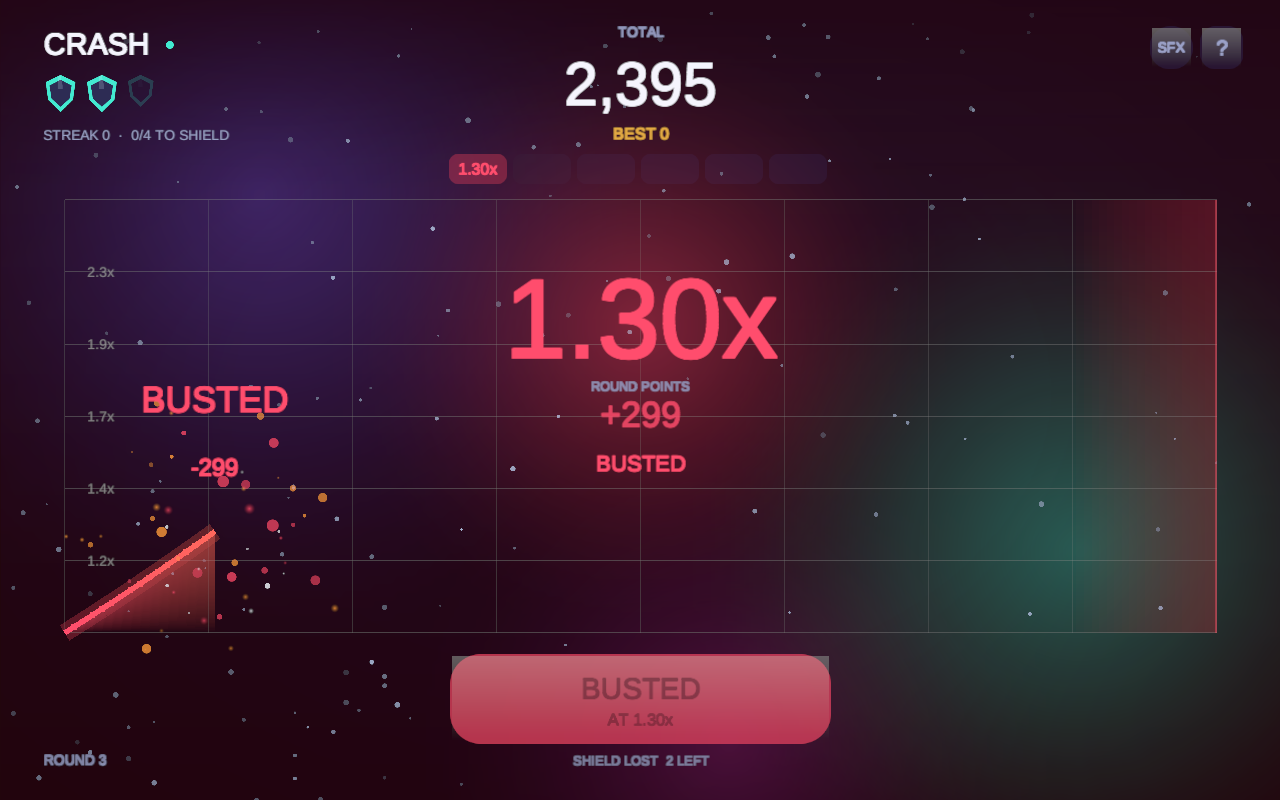 CRASH
STREAK 0 · 0/4 TO SHIELD
TOTAL
2,395
BEST 0
SFX
?
1.30x
2.3x
1.9x
1.7x
1.4x
1.2x
1.30x
ROUND POINTS
+299
BUSTED
BUSTED
-299
BUSTED
AT 1.30x
ROUND 3
SHIELD LOST 2 LEFT